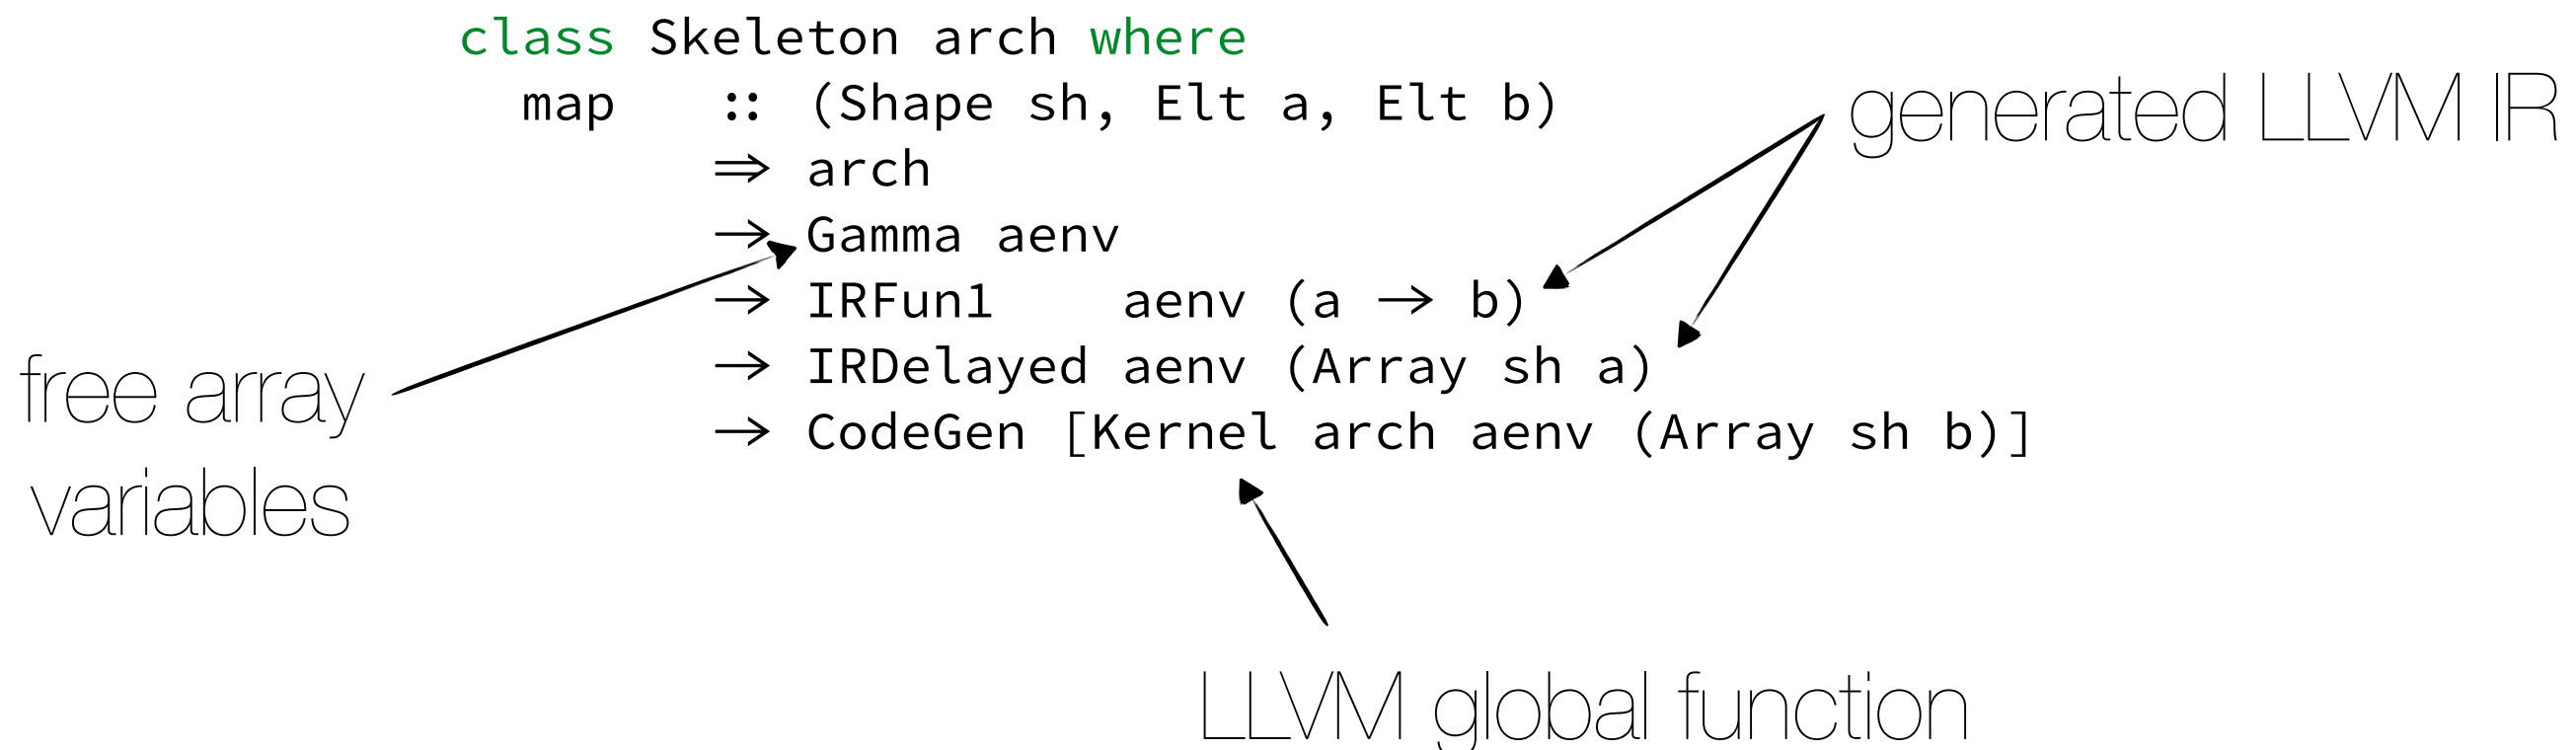 class Skeleton arch where
map :: (Shape sh, Elt a, Elt b)
⇒ arch
→ Gamma aenv
→ IRFun1 aenv (a → b)
→ IRDelayed aenv (Array sh a)
→ CodeGen [Kernel arch aenv (Array sh b)]
generated LLVM IR
free array
variables
LLVM global function